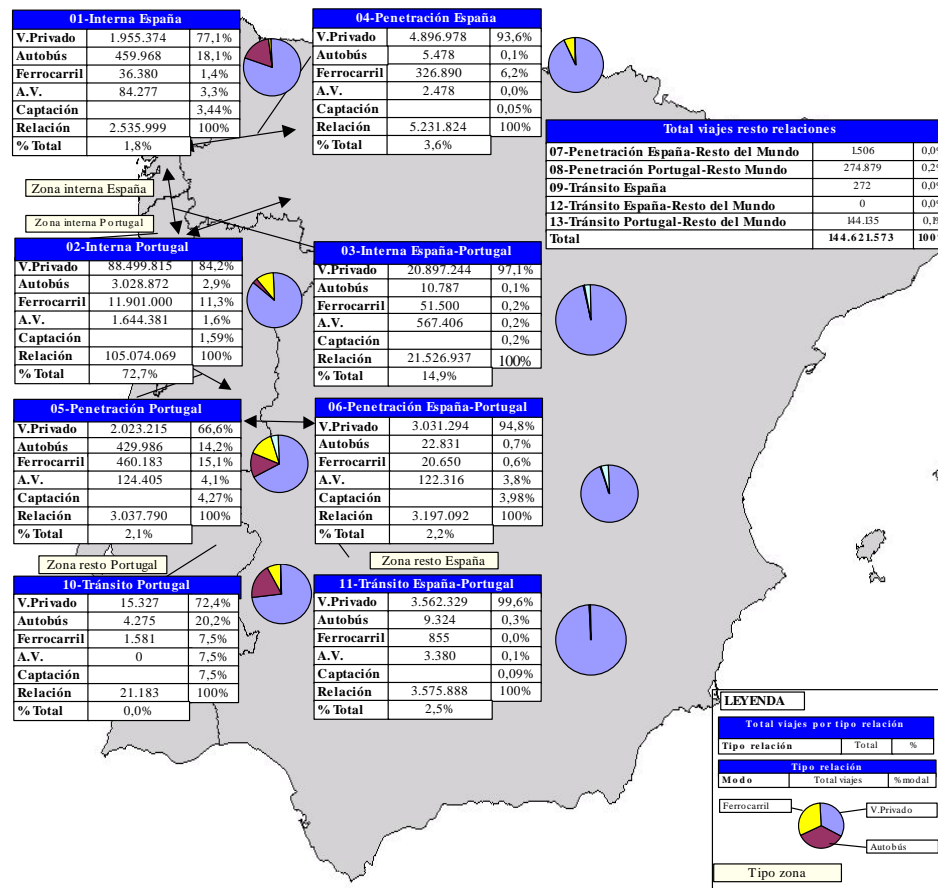 01-Interna España
V.Privado 1.955.374 77,1%
Autobús 459.968 18,1%
Ferrocarril 36.380 1,4%
A.V. 84.277 3,3%
Captación 3,44%
Relación 2.535.999 100%
% Total 1,8%
04-Penetración España
V.Privado 4.896.978 93,6%
Autobús 5.478 0,1%
Ferrocarril 326.890 6,2%
A.V. 2.478 0,0%
Captación 0,05%
Relación 5.231.824 100%
% Total 3,6%
Total viajes resto relaciones
07-Penetración España-Resto del Mundo 1.506 0,0%
08-Penetración Portugal-Resto Mundo 274.879 0,2%
09-Tránsito España 272 0,0%
12-Tránsito España-Resto del Mundo 0 0,0%
13-Tránsito Portugal-Resto del Mundo 144.135 0,1%
Total 144.621.573 100%
Zona interna España
Zona interna Portugal
02-Interna Portugal
V.Privado 88.499.815 84,2%
Autobús 3.028.872 2,9%
Ferrocarril 11.901.000 11,3%
A.V. 1.644.381 1,6%
Captación 1,59%
Relación 105.074.069 100%
% Total 72,7%
03-Interna España-Portugal
V.Privado 20.897.244 97,1%
Autobús 10.787 0,1%
Ferrocarril 51.500 0,2%
A.V. 567.406 0,2%
Captación 0,2%
Relación 21.526.937 100%
% Total 14,9%
05-Penetración Portugal
V.Privado 2.023.215 66,6%
Autobús 429.986 14,2%
Ferrocarril 460.183 15,1%
A.V. 124.405 4,1%
Captación 4,27%
Relación 3.037.790 100%
% Total 2,1%
06-Penetración España-Portugal
V.Privado 3.031.294 94,8%
Autobús 22.831 0,7%
Ferrocarril 20.650 0,6%
A.V. 122.316 3,8%
Captación 3,98%
Relación 3.197.092 100%
% Total 2,2%
Zona resto Portugal
Zona resto España
10-Tránsito Portugal
V.Privado 15.327 72,4%
Autobús 4.275 20,2%
Ferrocarril 1.581 7,5%
A.V. 0 7,5%
Captación 7,5%
Relación 21.183 100%
% Total 0,0%
11-Tránsito España-Portugal
V.Privado 3.562.329 99,6%
Autobús 9.324 0,3%
Ferrocarril 855 0,0%
A.V. 3.380 0,1%
Captación 0,09%
Relación 3.575.888 100%
% Total 2,5%
LEYENDA
Total viajes por tipo relación
Tipo relación Total %
Tipo relación
Modo Total viajes %modal
Ferrocarril
V.Privado
Autobús
Tipo zona